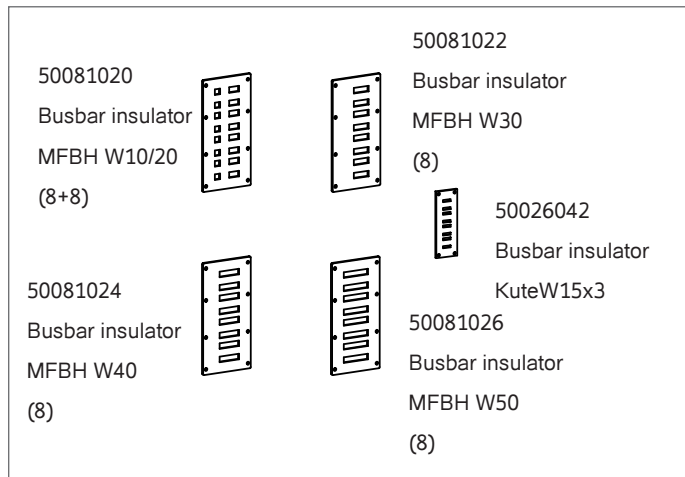 50081020
Busbar insulator
MFBH W10/20
(8+8)
50081022
Busbar insulator
MFBH W30
(8)
50026042
Busbar insulator
KuteW15x3
50081024
Busbar insulator
MFBH W40
(8)
50081026
Busbar insulator
MFBH W50
(8)